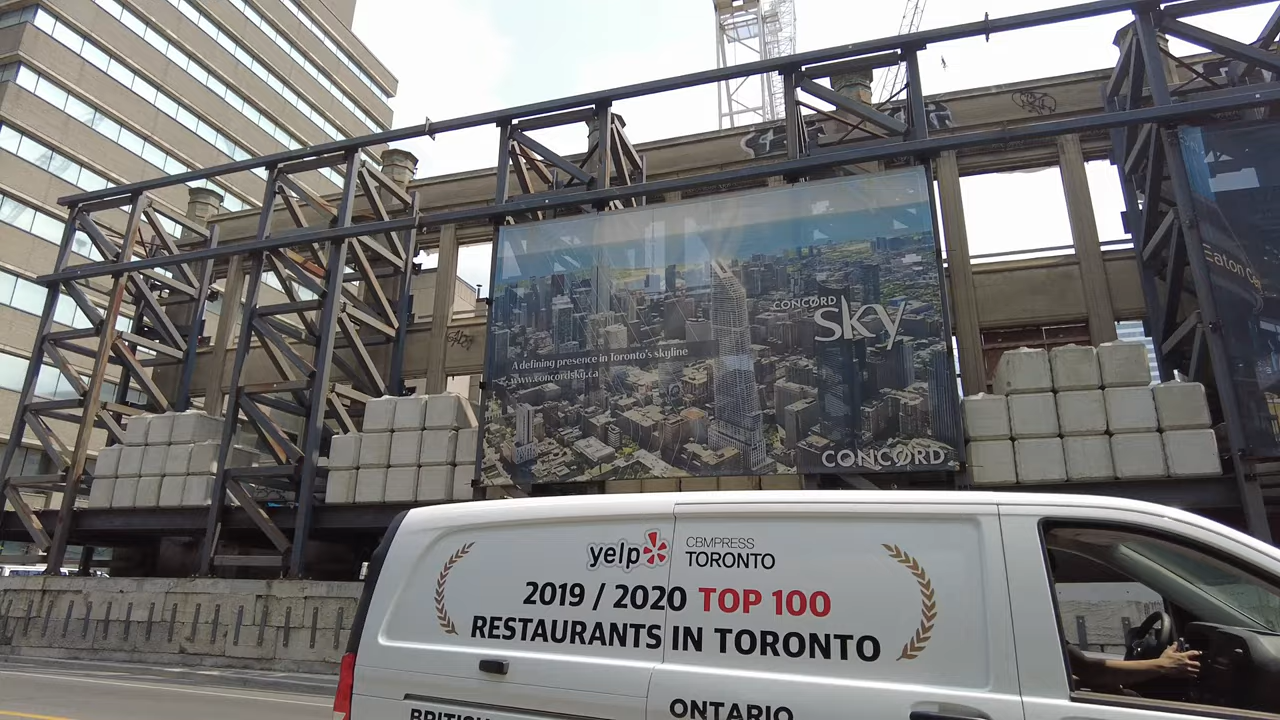 CONCORD
sky
A defining presence in Toronto's skyline
www.concordsky.ca
CONCORD
Eaton
yelp
CBMPRESS
TORONTO
2019 / 2020 TOP 100
RESTAURANTS IN TORONTO
ONTARIO